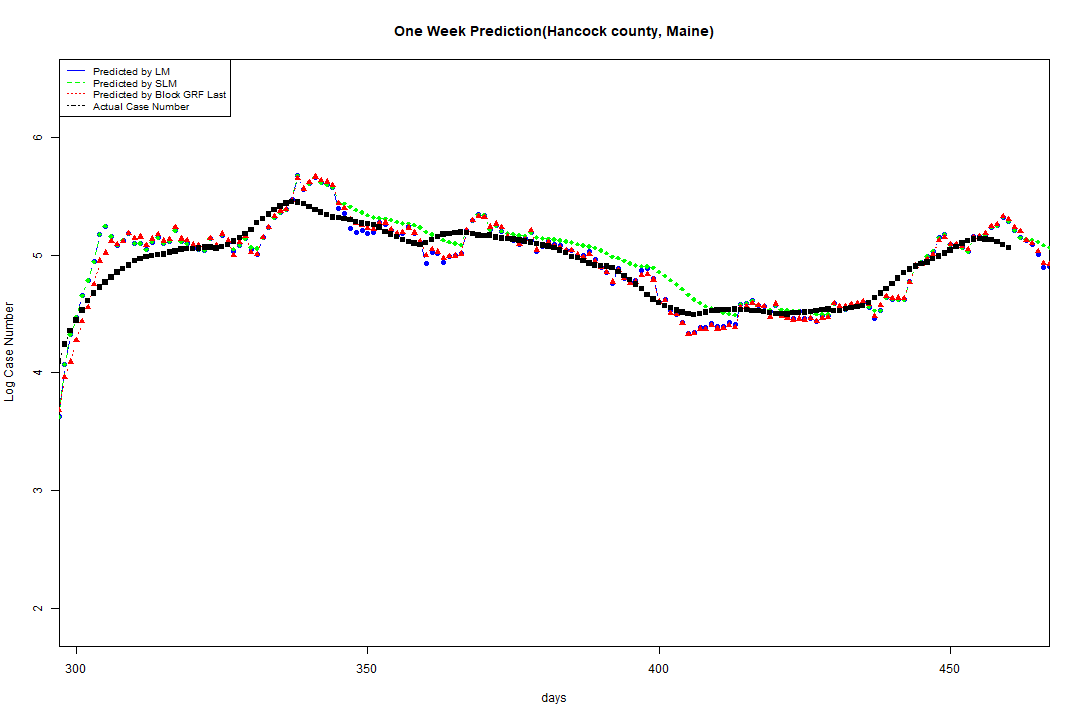 One Week Prediction(Hancock county, Maine)
Predicted by LM
Predicted by SLM
Predicted by Block GRF Last
Actual Case Number
6
5
4
3
2
Log Case Number
300 350 400 450
days